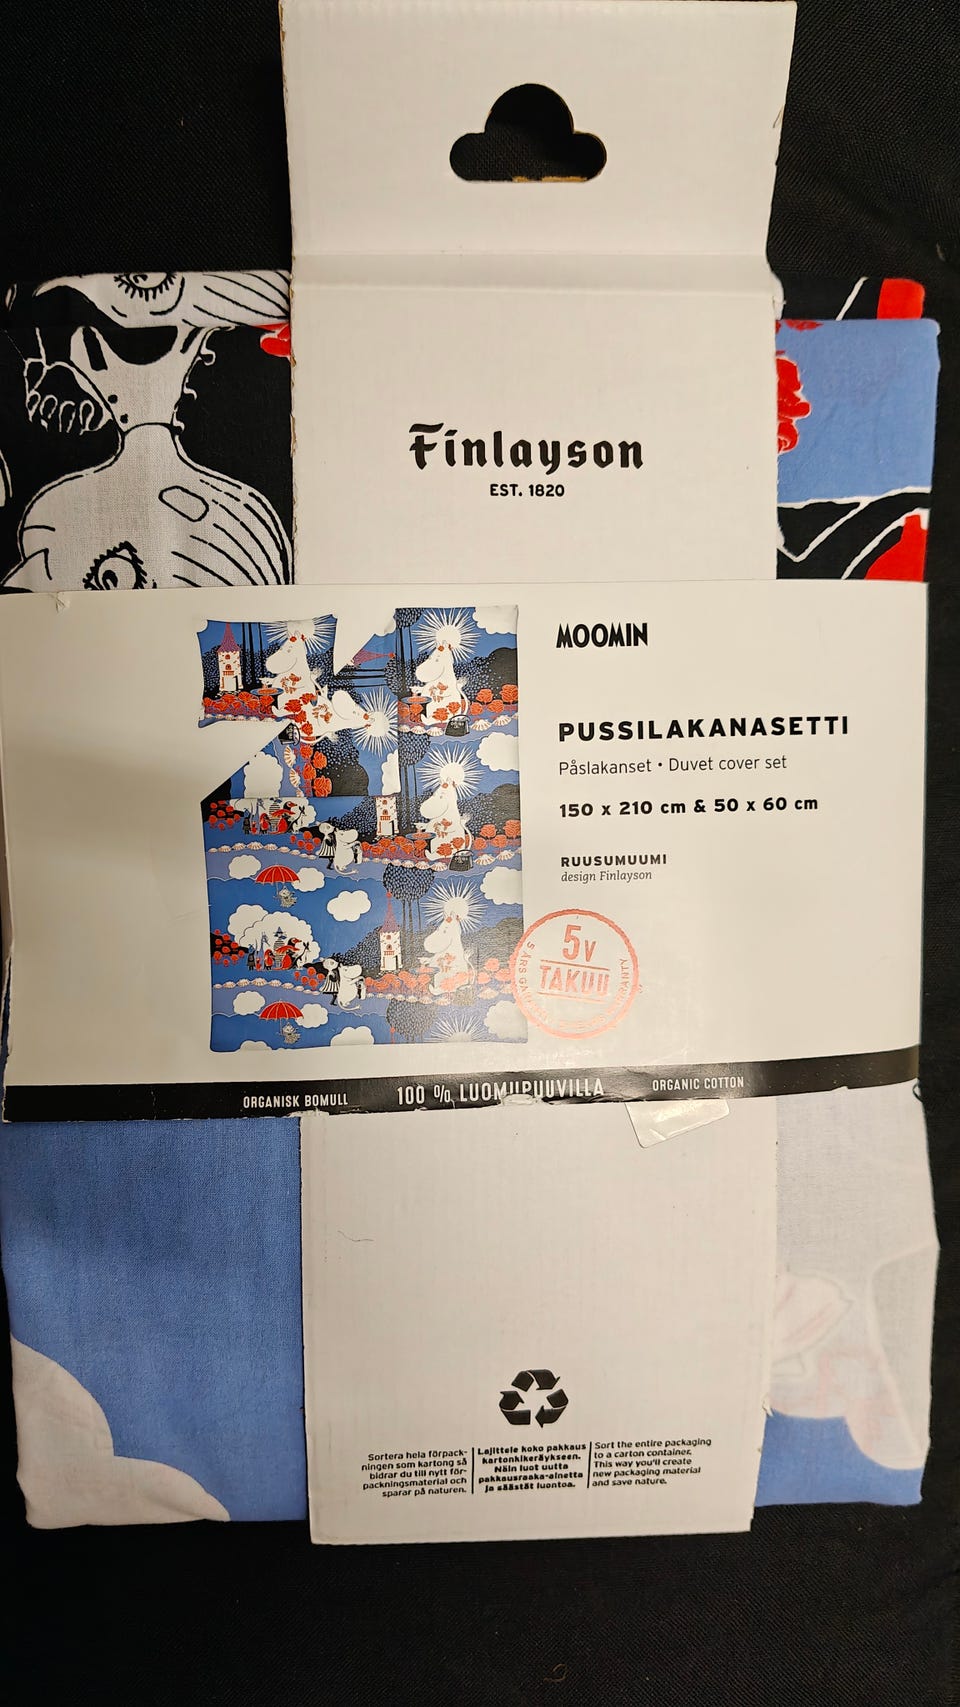 Finlayson
EST. 1820
MOOMIN
PUSSILAKANASETTI
Påslakanset • Duvet cover set
150 x 210 cm & 50 x 60 cm
RUUSUMUUMI
design Finlayson
5v
TAKUU
5 ÅRS
ORGANISK BOMULL
100 % LUOMUPUUVILLA
ORGANIC COTTON
Sortera hela förpack-
ningen som kartong så
bidrar du till nytt för-
packningsmaterial och
sparar på naturen.
Lajittele koko pakkaus
kartonkikeräykseen.
Näin luot uutta
pakkausraaka-ainetta
ja säästät luontoa.
Sort the entire packaging
to a carton container.
This way you'll create
new packaging material
and save nature.